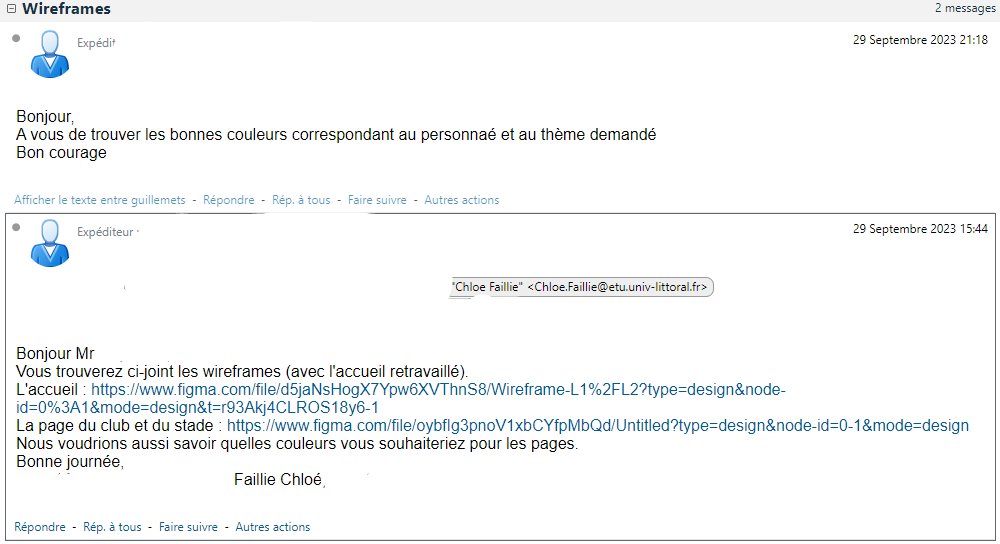 Wireframes
2 messages
29 Septembre 2023 21:18
Bonjour,
A vous de trouver les bonnes couleurs correspondant au personnaé et au thème demandé
Bon courage
Afficher le texte entre guillemets - Répondre - Rép. à tous - Faire suivre - Autres actions
Expéditeur
29 Septembre 2023 15:44
"Chloe Faillie" <Chloe.Faillie@etu.univ-littoral.fr>
Bonjour Mr
Vous trouverez ci-joint les wireframes (avec l'accueil retravaillé).
L'accueil : https://www.figma.com/file/d5jaNsHogX7Ypw6XVThnS8/Wireframe-L1%2FL2?type=design&node-
id=0%3A1&mode=design&t=r93Akj4CLROS18y6-1
La page du club et du stade : https://www.figma.com/file/oybfIg3pnoV1xbCYfpMbQd/Untitled?type=design&node-id=0-1&mode=design
Nous voudrions aussi savoir quelles couleurs vous souhaiteriez pour les pages.
Bonne journée,
Faillie Chloé,
Répondre - Rép. à tous - Faire suivre - Autres actions